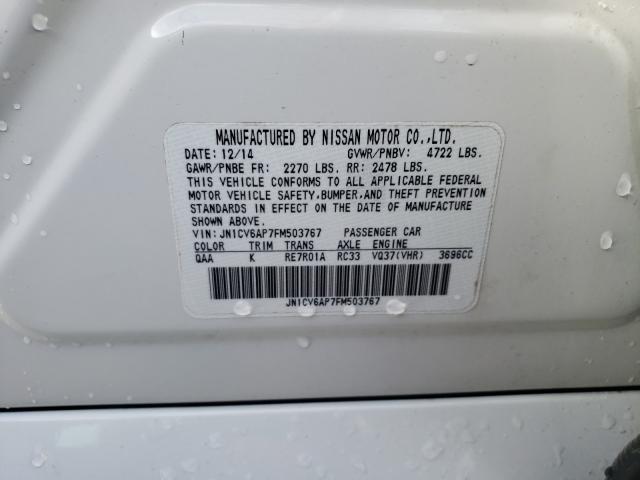 MANUFACTURED BY NISSAN MOTOR CO.,LTD.
DATE: 12/14 GVWR/PNBV: 4722 LBS.
GAWR/PNBE FR: 2270 LBS. RR: 2478 LBS.
THIS VEHICLE CONFORMS TO ALL APPLICABLE FEDERAL
MOTOR VEHICLE SAFETY,BUMPER,AND THEFT PREVENTION
STANDARDS IN EFFECT ON THE DATE OF MANUFACTURE
SHOWN ABOVE.
VIN: JN1CV6AP7FM503767 PASSENGER CAR
COLOR TRIM TRANS AXLE ENGINE
QAA K RE7R01A RC33 VQ37(VHR) 3696CC
JN1CV6AP7FM503767